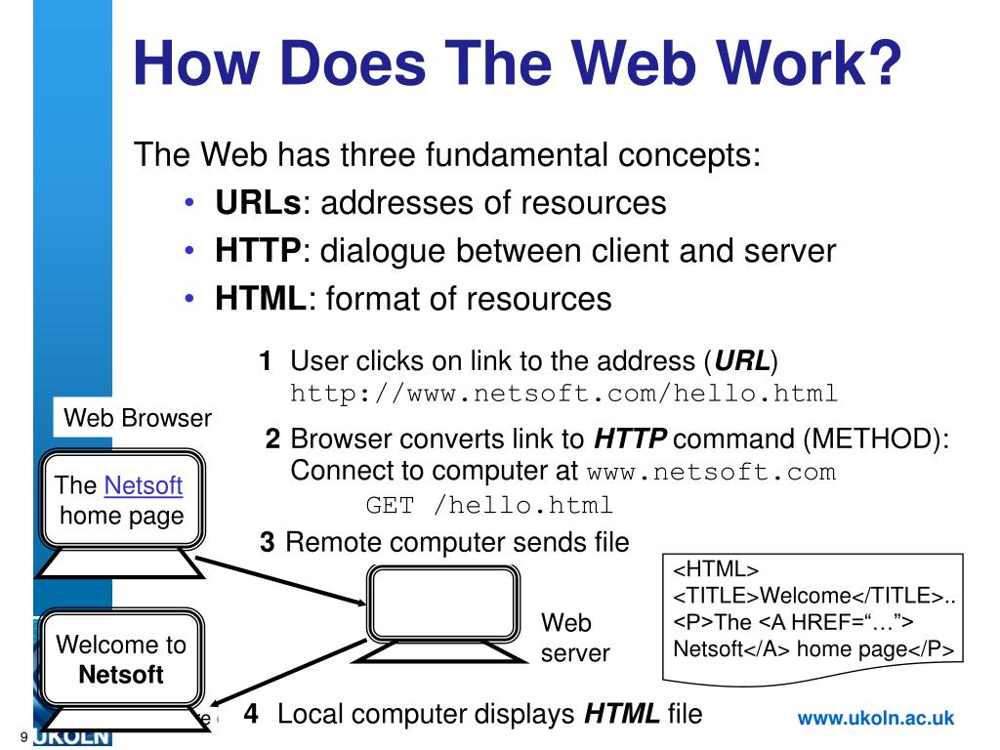 How Does The Web Work?
The Web has three fundamental concepts:
• URLs: addresses of resources
• HTTP: dialogue between client and server
• HTML: format of resources
1 User clicks on link to the address (URL)
http://www.netsoft.com/hello.html
Web Browser
2 Browser converts link to HTTP command (METHOD):
Connect to computer at www.netsoft.com
GET /hello.html
The Netsoft
home page
3 Remote computer sends file
<HTML>
<TITLE>Welcome</TITLE>..
<P>The <A HREF=“…”>
Netsoft</A> home page</P>
Web
server
Welcome to
Netsoft
4 Local computer displays HTML file
www.ukoln.ac.uk
9
UKOLN